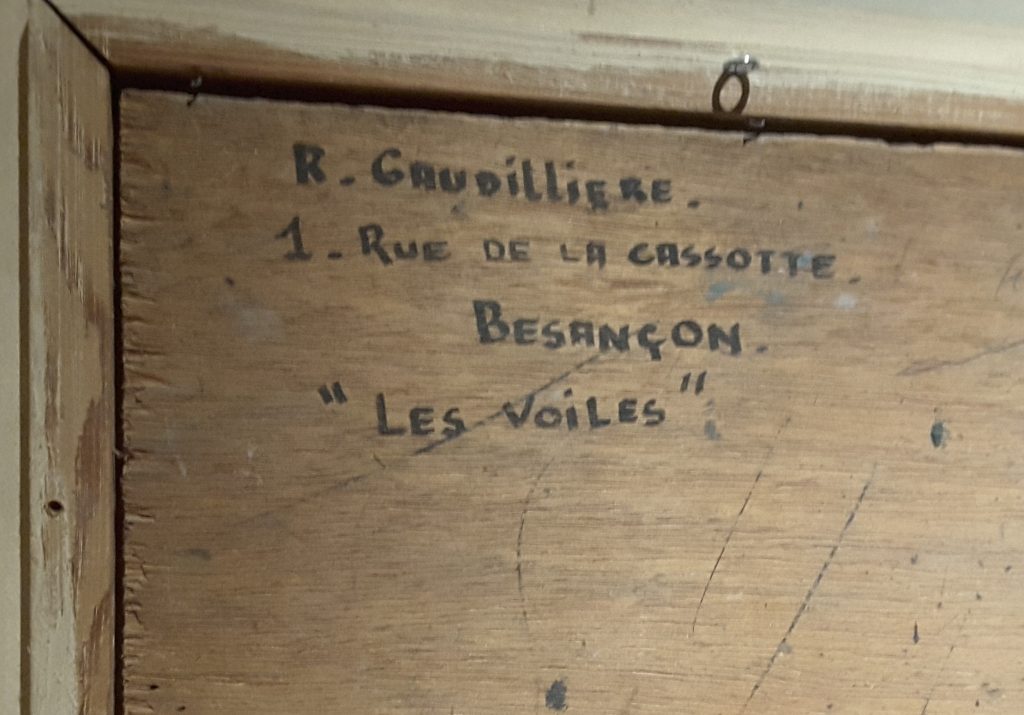 R. GAUDILLIERE.
1. RUE DE LA CASSOTTE.
BESANÇON.
"LES VOILES"